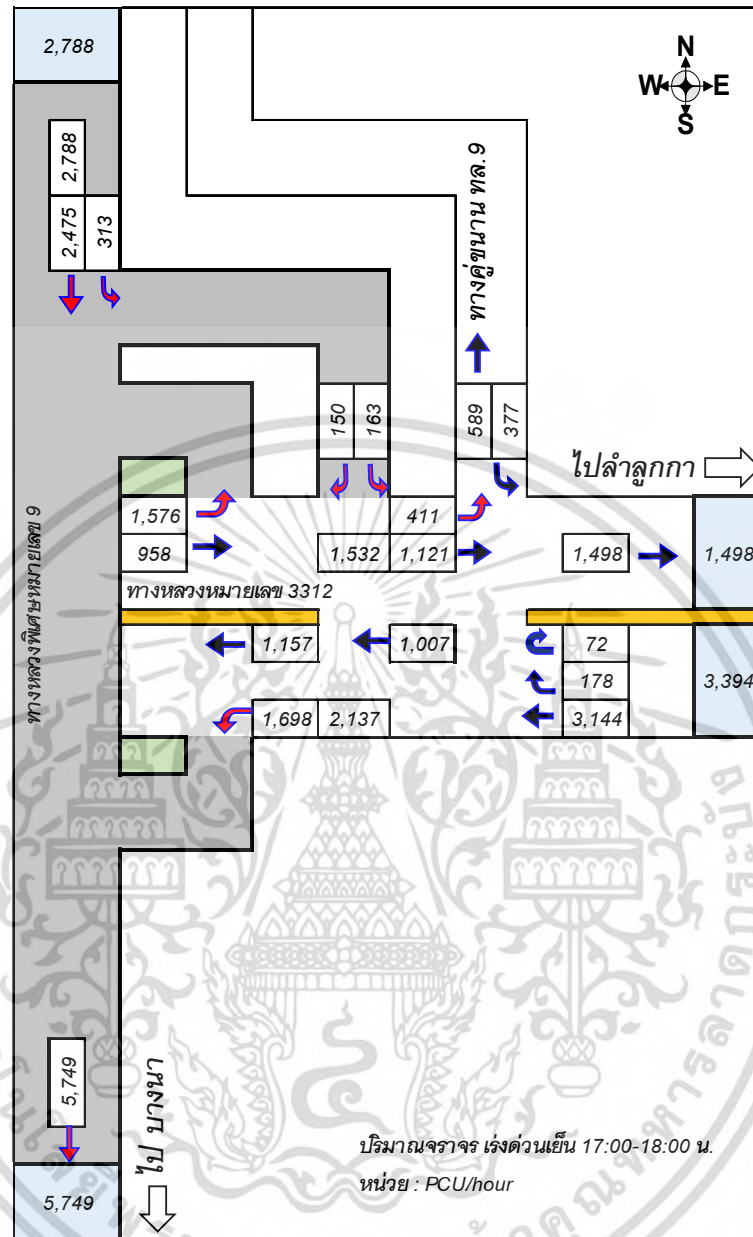 2,788
N
W E
S
2,788
2,475
313
ทางคู่ขนาน ทล.9
150
163
589
377
ไปลำลูกกา
1,576
411
958
1,532
1,121
1,498
1,498
ทางหลวงพิเศษหมายเลข 9
ทางหลวงหมายเลข 3312
1,157
1,007
72
178
3,394
1,698
2,137
3,144
5,749
ไป บางนา
ปริมาณจราจร เร่งด่วนเย็น 17:00-18:00 น.
หน่วย : PCU/hour
5,749